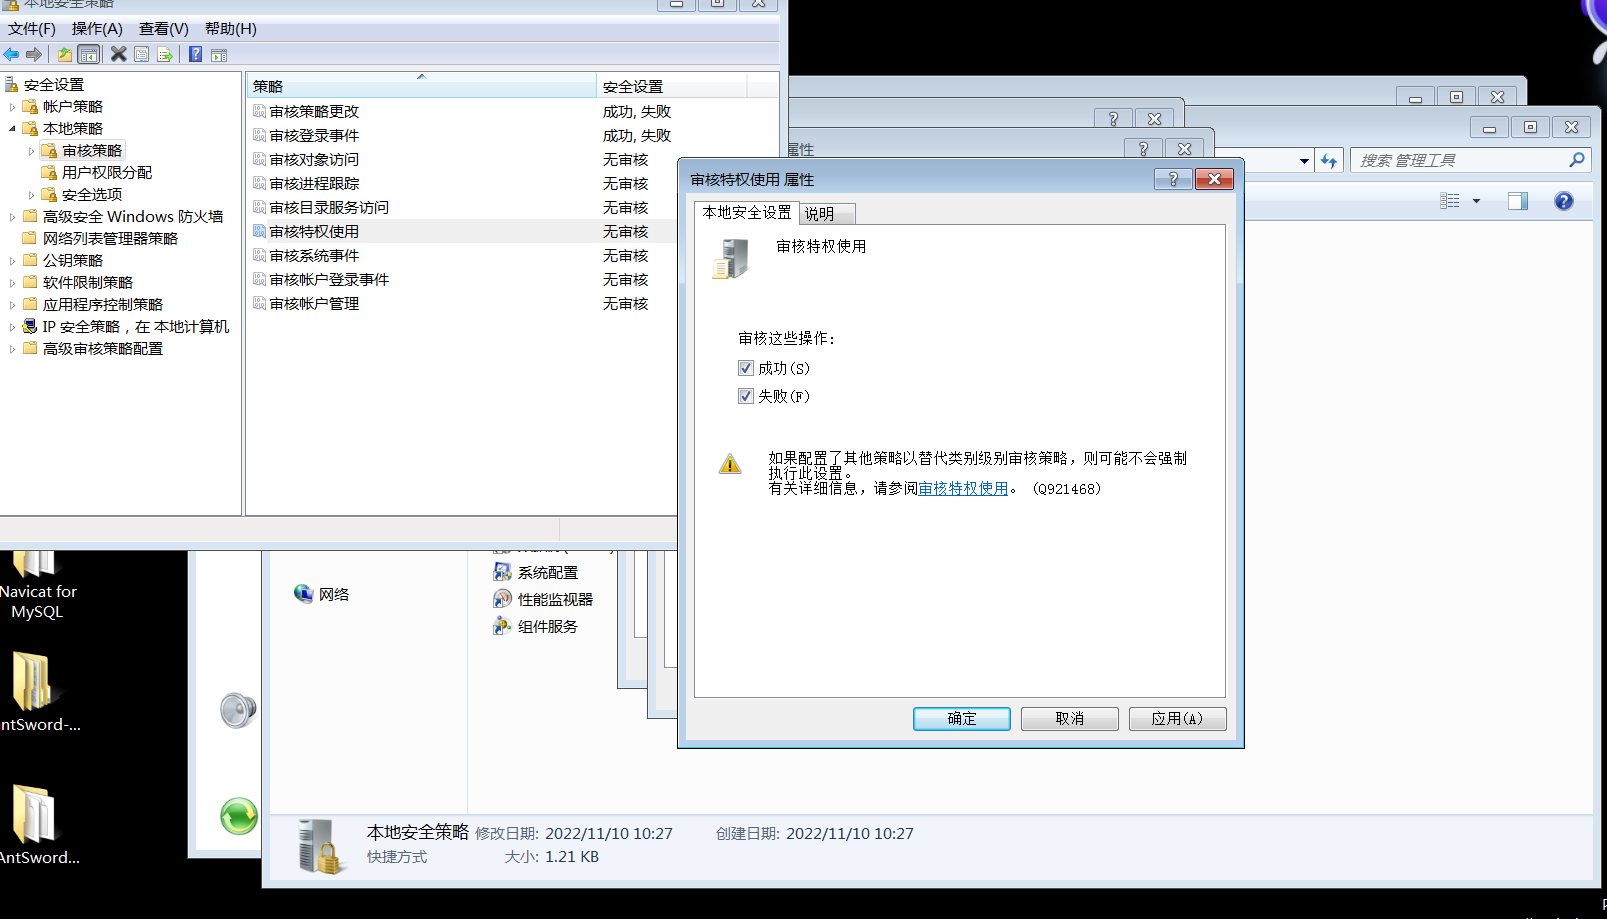 本地安全策略
文件(F) 操作(A) 查看(V) 帮助(H)
安全设置
帐户策略
本地策略
审核策略
用户权限分配
安全选项
高级安全 Windows 防火墙
网络列表管理器策略
公钥策略
软件限制策略
应用程序控制策略
IP 安全策略，在 本地计算机
高级审核策略配置
策略 安全设置
审核策略更改 成功, 失败
审核登录事件 成功, 失败
审核对象访问 无审核
审核进程跟踪 无审核
审核目录服务访问 无审核
审核特权使用 无审核
审核系统事件 无审核
审核帐户登录事件 无审核
审核帐户管理 无审核
属性
搜索 管理工具
审核特权使用 属性
本地安全设置 说明
审核特权使用
审核这些操作:
成功(S)
失败(F)
如果配置了其他策略以替代类别级别审核策略，则可能不会强制
执行此设置。
有关详细信息，请参阅审核特权使用。 (Q921468)
确定 取消 应用(A)
网络
系统配置
性能监视器
组件服务
Navicat for
MySQL
ntSword-...
AntSword...
本地安全策略 修改日期: 2022/11/10 10:27 创建日期: 2022/11/10 10:27
快捷方式 大小: 1.21 KB